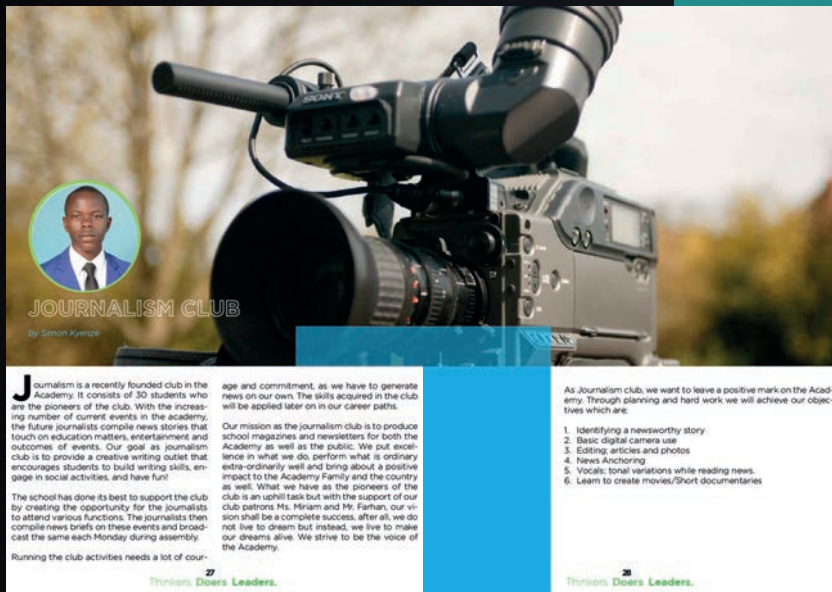 SONY
JOURNALISM CLUB
by Simon Kyenze
Journalism is a recently founded club in the
Academy. It consists of 30 students who
are the pioneers of the club. With the increas-
ing number of current events in the academy,
the future journalists compile news stories that
touch on education matters, entertainment and
outcomes of events. Our goal as journalism
club is to provide a creative writing outlet that
encourages students to build writing skills, en-
gage in social activities, and have fun!
The school has done its best to support the club
by creating the opportunity for the journalists
to attend various functions. The journalists then
compile news briefs on these events and broad-
cast the same each Monday during assembly.
Running the club activities needs a lot of cour-
age and commitment, as we have to generate
news on our own. The skills acquired in the club
will be applied later on in our career paths.
Our mission as the journalism club is to produce
school magazines and newsletters for both the
Academy as well as the public. We put excel-
lence in what we do, perform what is ordinary
extra-ordinarily well and bring about a positive
impact to the Academy Family and the country
as well. What we have as the pioneers of the
club is an uphill task but with the support of our
club patrons Ms. Miriam and Mr. Farhan, our vi-
sion shall be a complete success, after all, we do
not live to dream but instead, we live to make
our dreams alive. We strive to be the voice of
the Academy.
27
Thinkers. Doers. Leaders.
As Journalism club, we want to leave a positive mark on the Acad-
emy. Through planning and hard work we will achieve our objec-
tives which are;
1. Identifying a newsworthy story
2. Basic digital camera use
3. Editing; articles and photos
4. News Anchoring
5. Vocals; tonal variations while reading news.
6. Learn to create movies/Short documentaries
28
Thinkers. Doers. Leaders.